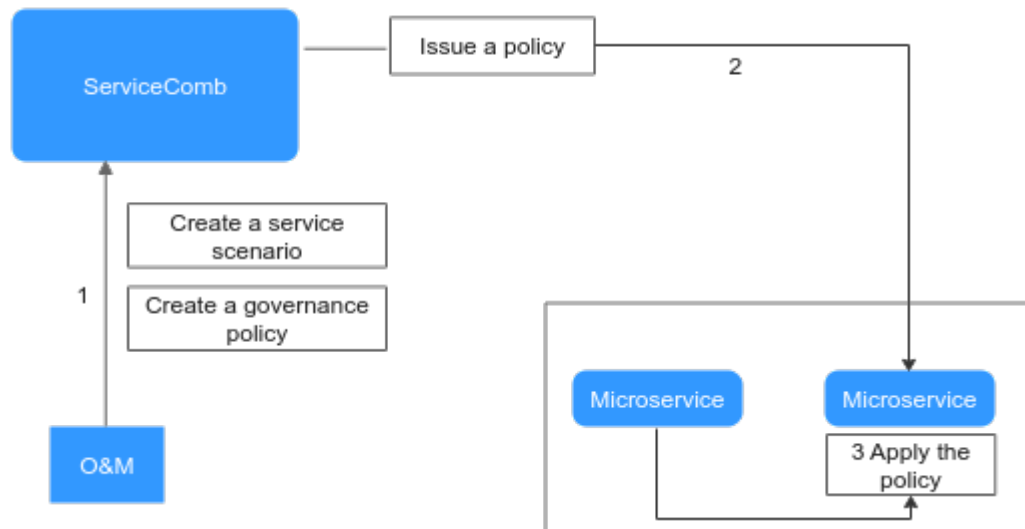 Issue a policy
ServiceComb
2
Create a service
scenario
1
Create a governance
policy
Microservice
Microservice
3 Apply the
policy
O&M